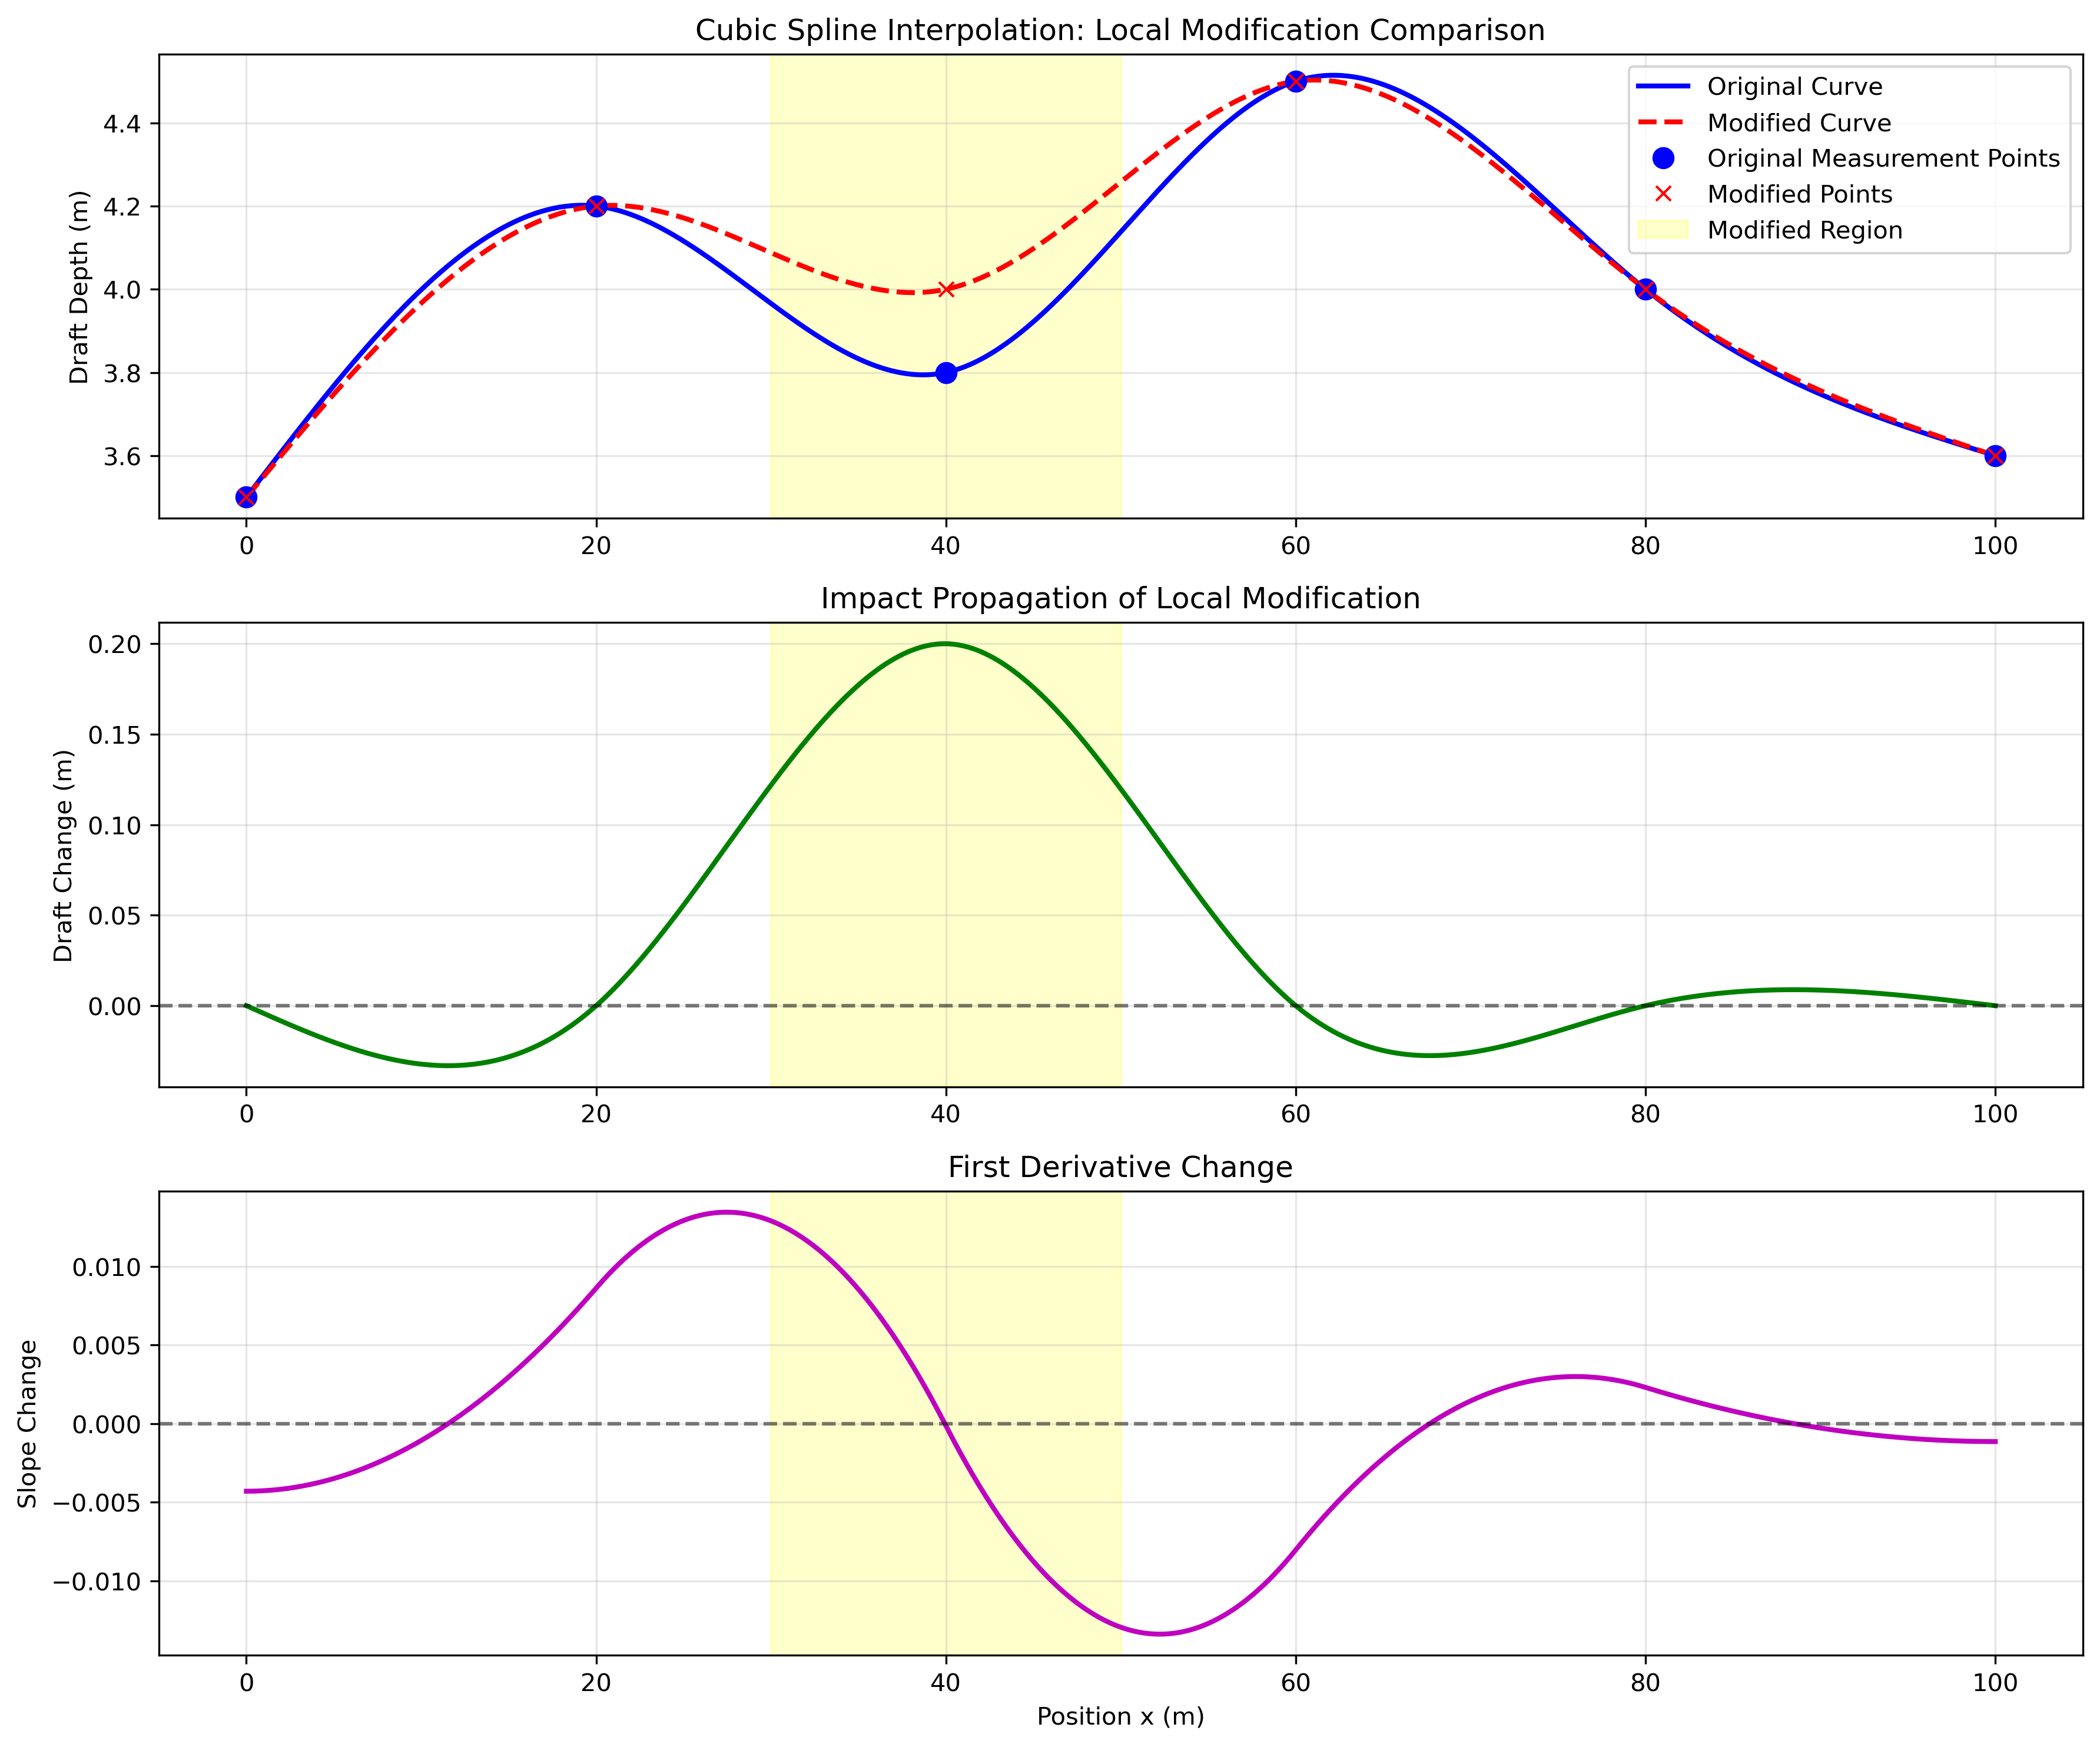 Cubic Spline Interpolation: Local Modification Comparison
Draft Depth (m)
4.4
4.2
4.0
3.8
3.6
Original Curve
Modified Curve
Original Measurement Points
Modified Points
Modified Region
0 20 40 60 80 100
Impact Propagation of Local Modification
Draft Change (m)
0.20
0.15
0.10
0.05
0.00
0 20 40 60 80 100
First Derivative Change
Slope Change
0.010
0.005
0.000
−0.005
−0.010
0 20 40 60 80 100
Position x (m)